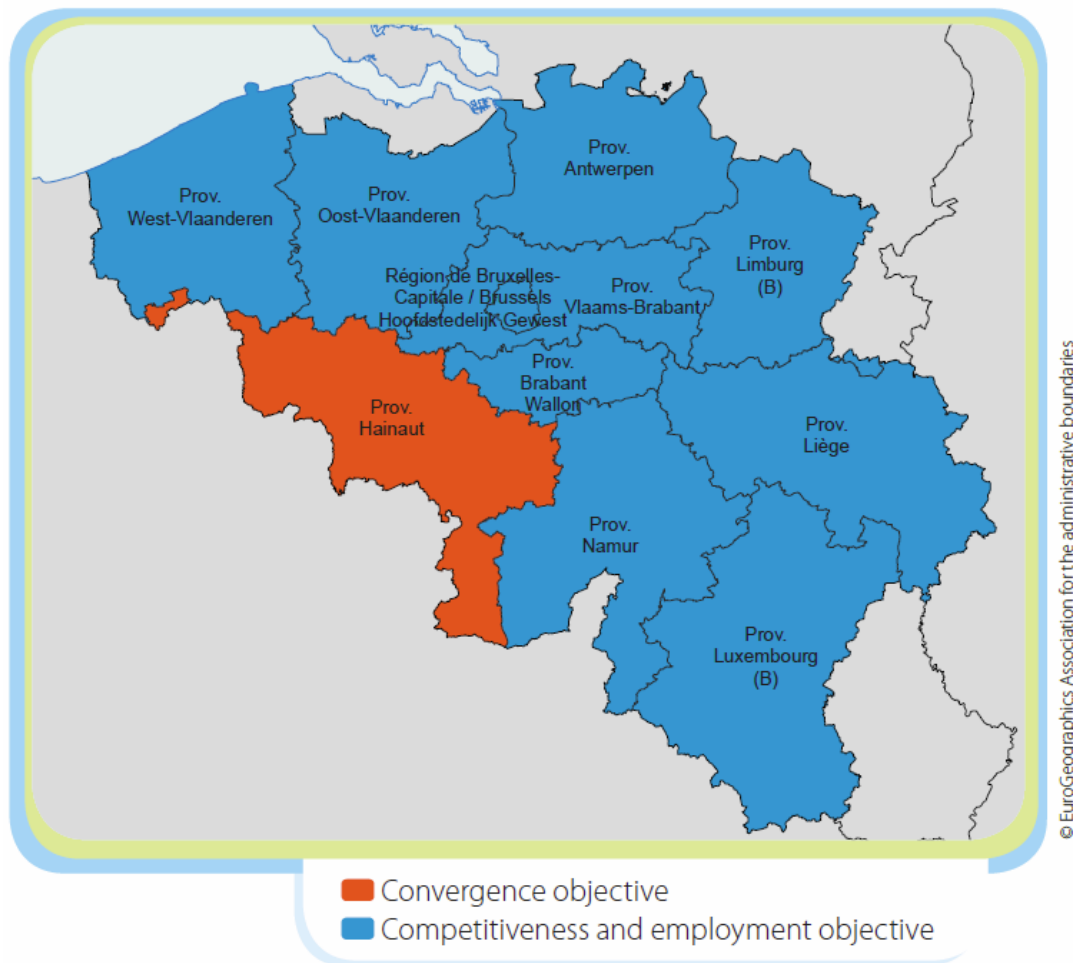 Prov.
Antwerpen
Prov.
West-Vlaanderen
Prov.
Oost-Vlaanderen
Prov.
Limburg
(B)
Région de Bruxelles-
Capitale / Brussels
Hoofdstedelijk Gewest
Prov.
Vlaams-Brabant
Prov.
Brabant
Wallon
Prov.
Hainaut
Prov.
Liège
Prov.
Namur
Prov.
Luxembourg
(B)
© EuroGeographics Association for the administrative boundaries
Convergence objective
Competitiveness and employment objective